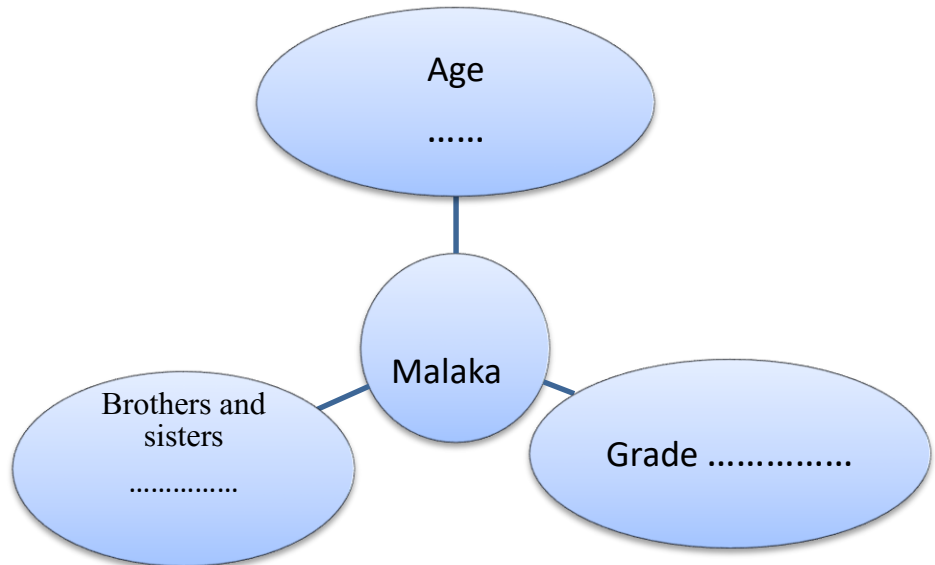 Age
......
Malaka
Brothers and
sisters
...............
Grade ...............